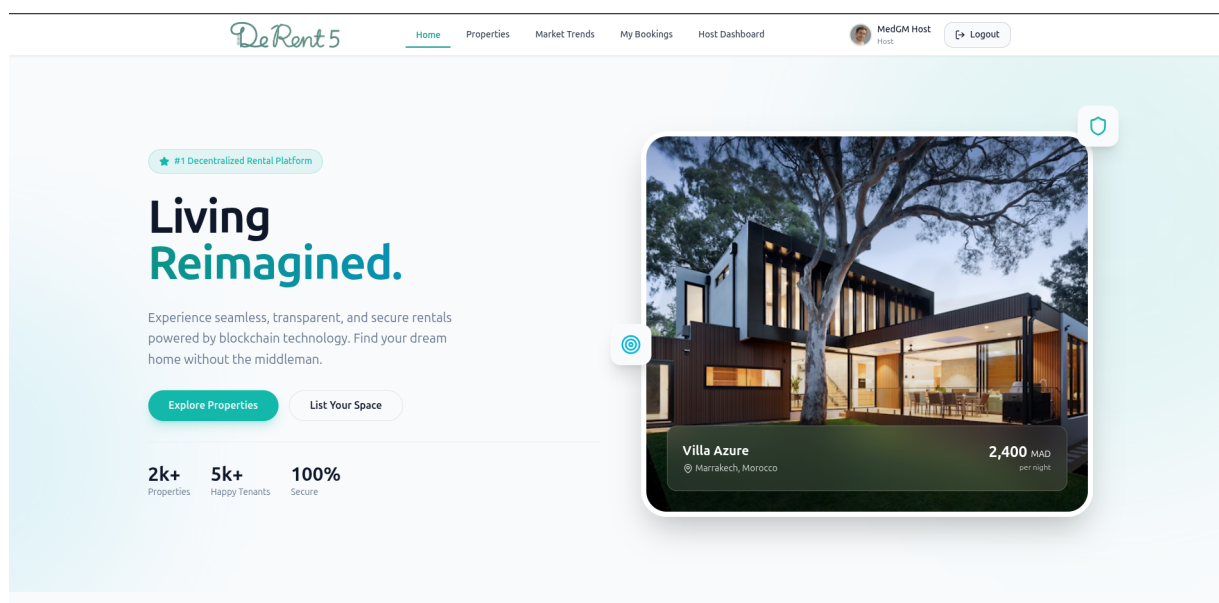 DeRent 5
Home
Properties
Market Trends
My Bookings
Host Dashboard
MedGM Host
Host
Logout
#1 Decentralized Rental Platform
Living
Reimagined.
Experience seamless, transparent, and secure rentals
powered by blockchain technology. Find your dream
home without the middleman.
Explore Properties
List Your Space
2k+
Properties
5k+
Happy Tenants
100%
Secure
Villa Azure
Marrakech, Morocco
2,400 MAD
per night